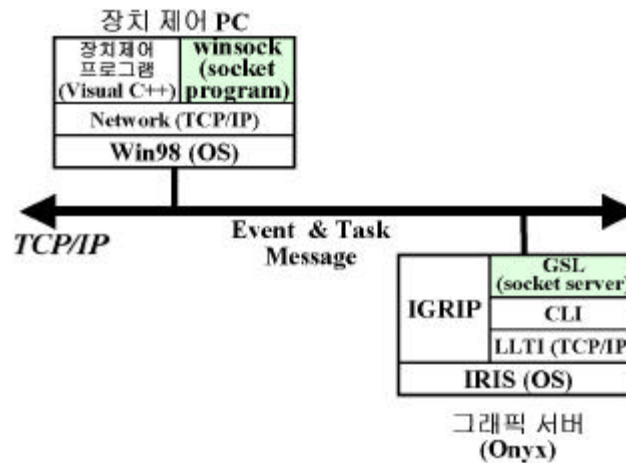 장치 제어 PC
장치제어
프로그램
(Visual C++)
winsock
(socket
program)
Network (TCP/IP)
Win98 (OS)
TCP/IP
Event & Task
Message
IGRIP
GSL
(socket server)
CLI
LLTI (TCP/IP
IRIS (OS)
그래픽 서버
(Onyx)